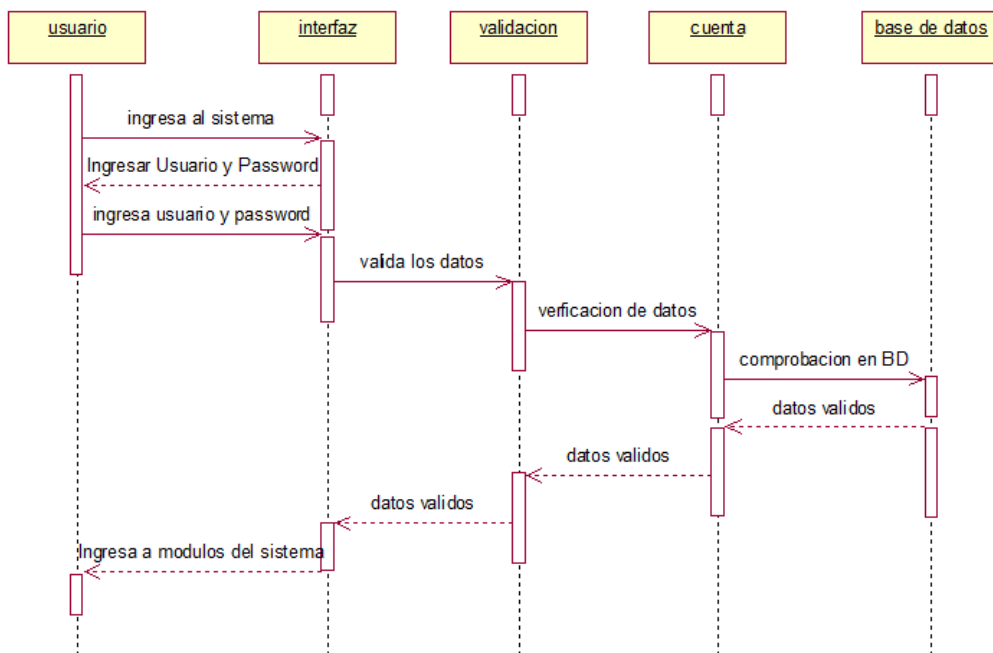 usuario
interfaz
validacion
cuenta
base de datos
ingresa al sistema
Ingresar Usuario y Password
ingresa usuario y password
valida los datos
verficacion de datos
comprobacion en BD
datos validos
datos validos
datos validos
Ingresa a modulos del sistema